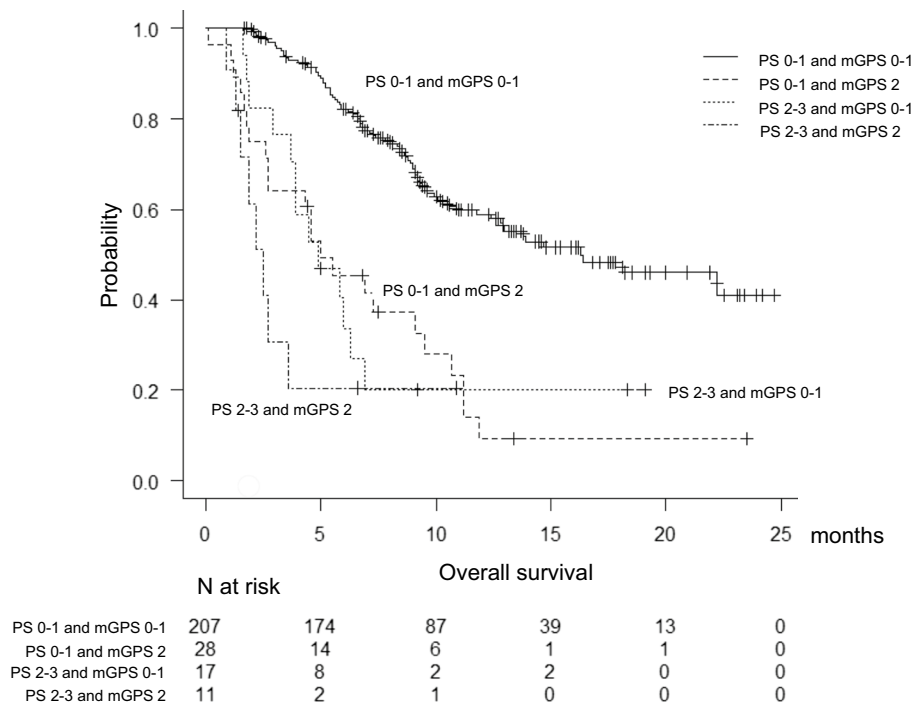 1.0
0.8
0.6
0.4
0.2
0.0
Probability
PS 0-1 and mGPS 0-1
PS 0-1 and mGPS 2
PS 2-3 and mGPS 0-1
PS 2-3 and mGPS 2
PS 0-1 and mGPS 0-1
PS 0-1 and mGPS 2
PS 2-3 and mGPS 2
PS 2-3 and mGPS 0-1
0 5 10 15 20 25 months
Overall survival
N at risk
PS 0-1 and mGPS 0-1 207 174 87 39 13 0
PS 0-1 and mGPS 2 28 14 6 1 1 0
PS 2-3 and mGPS 0-1 17 8 2 2 0 0
PS 2-3 and mGPS 2 11 2 1 0 0 0